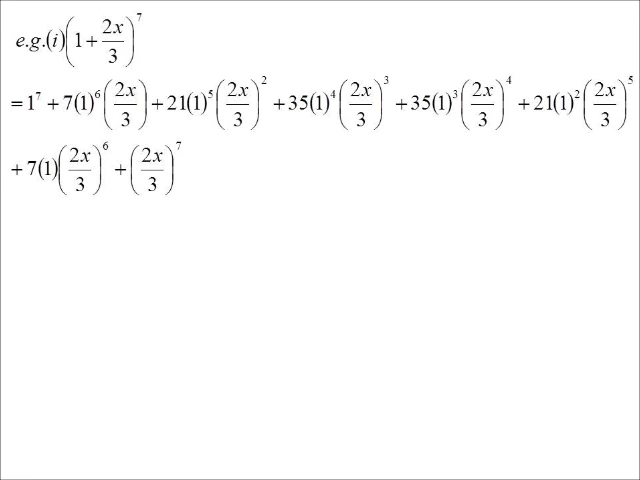 e.g.(i)(1 + 2x/3)^7
= 1^7 + 7(1)^6(2x/3) + 21(1)^5(2x/3)^2 + 35(1)^4(2x/3)^3 + 35(1)^3(2x/3)^4 + 21(1)^2(2x/3)^5
+ 7(1)(2x/3)^6 + (2x/3)^7